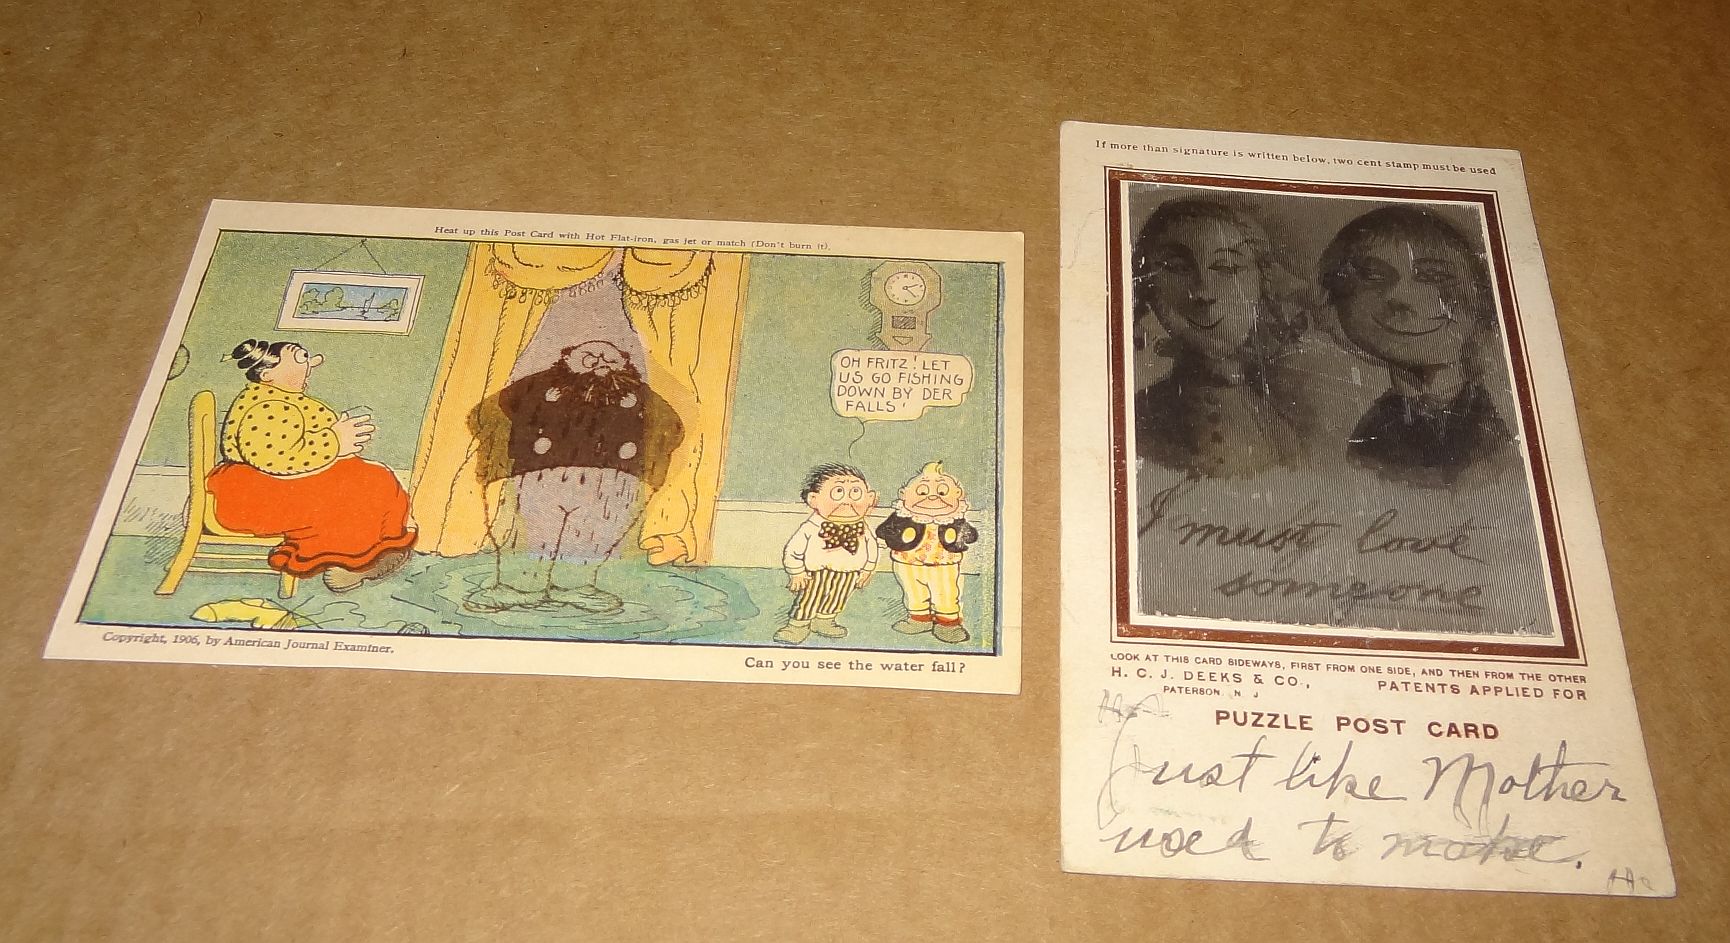 Heat up this Post Card with Hot Flat-iron, gas jet or match (Don't burn it).
OH FRITZ! LET
US GO FISHING
DOWN BY DER
FALLS!
Copyright, 1906, by American Journal Examiner.
Can you see the water fall?
If more than signature is written below, two cent stamp must be used
I must love
someone
LOOK AT THIS CARD SIDEWAYS, FIRST FROM ONE SIDE, AND THEN FROM THE OTHER
H. C. J. DEEKS & CO.,
PATERSON N J
PATENTS APPLIED FOR
PUZZLE POST CARD
Just like Mother
used to make.